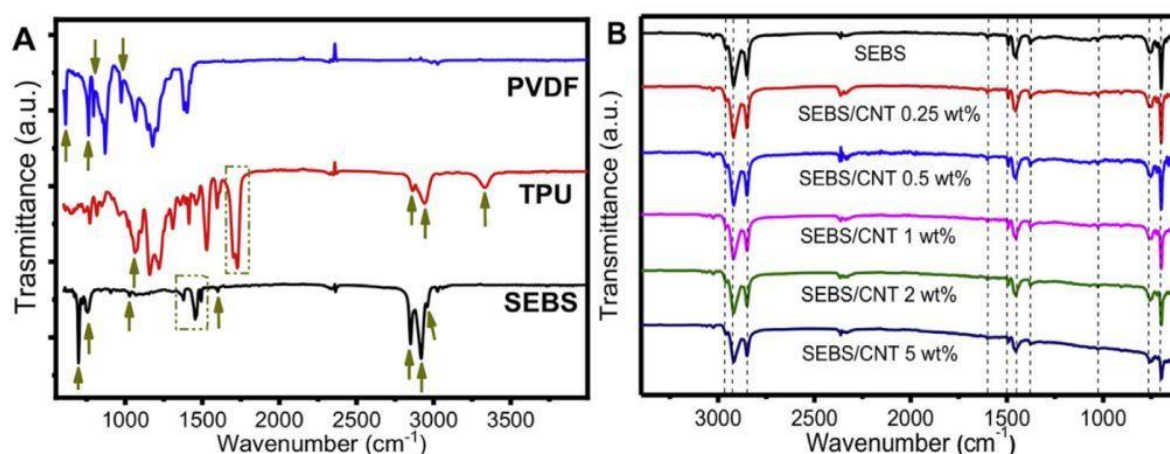 A
PVDF
TPU
SEBS
Trasmittance (a.u.)
1000 1500 2000 2500 3000 3500
Wavenumber (cm⁻¹)
B
SEBS
SEBS/CNT 0.25 wt%
SEBS/CNT 0.5 wt%
SEBS/CNT 1 wt%
SEBS/CNT 2 wt%
SEBS/CNT 5 wt%
Transmittance (a.u.)
3000 2500 2000 1500 1000
Wavenumber (cm⁻¹)